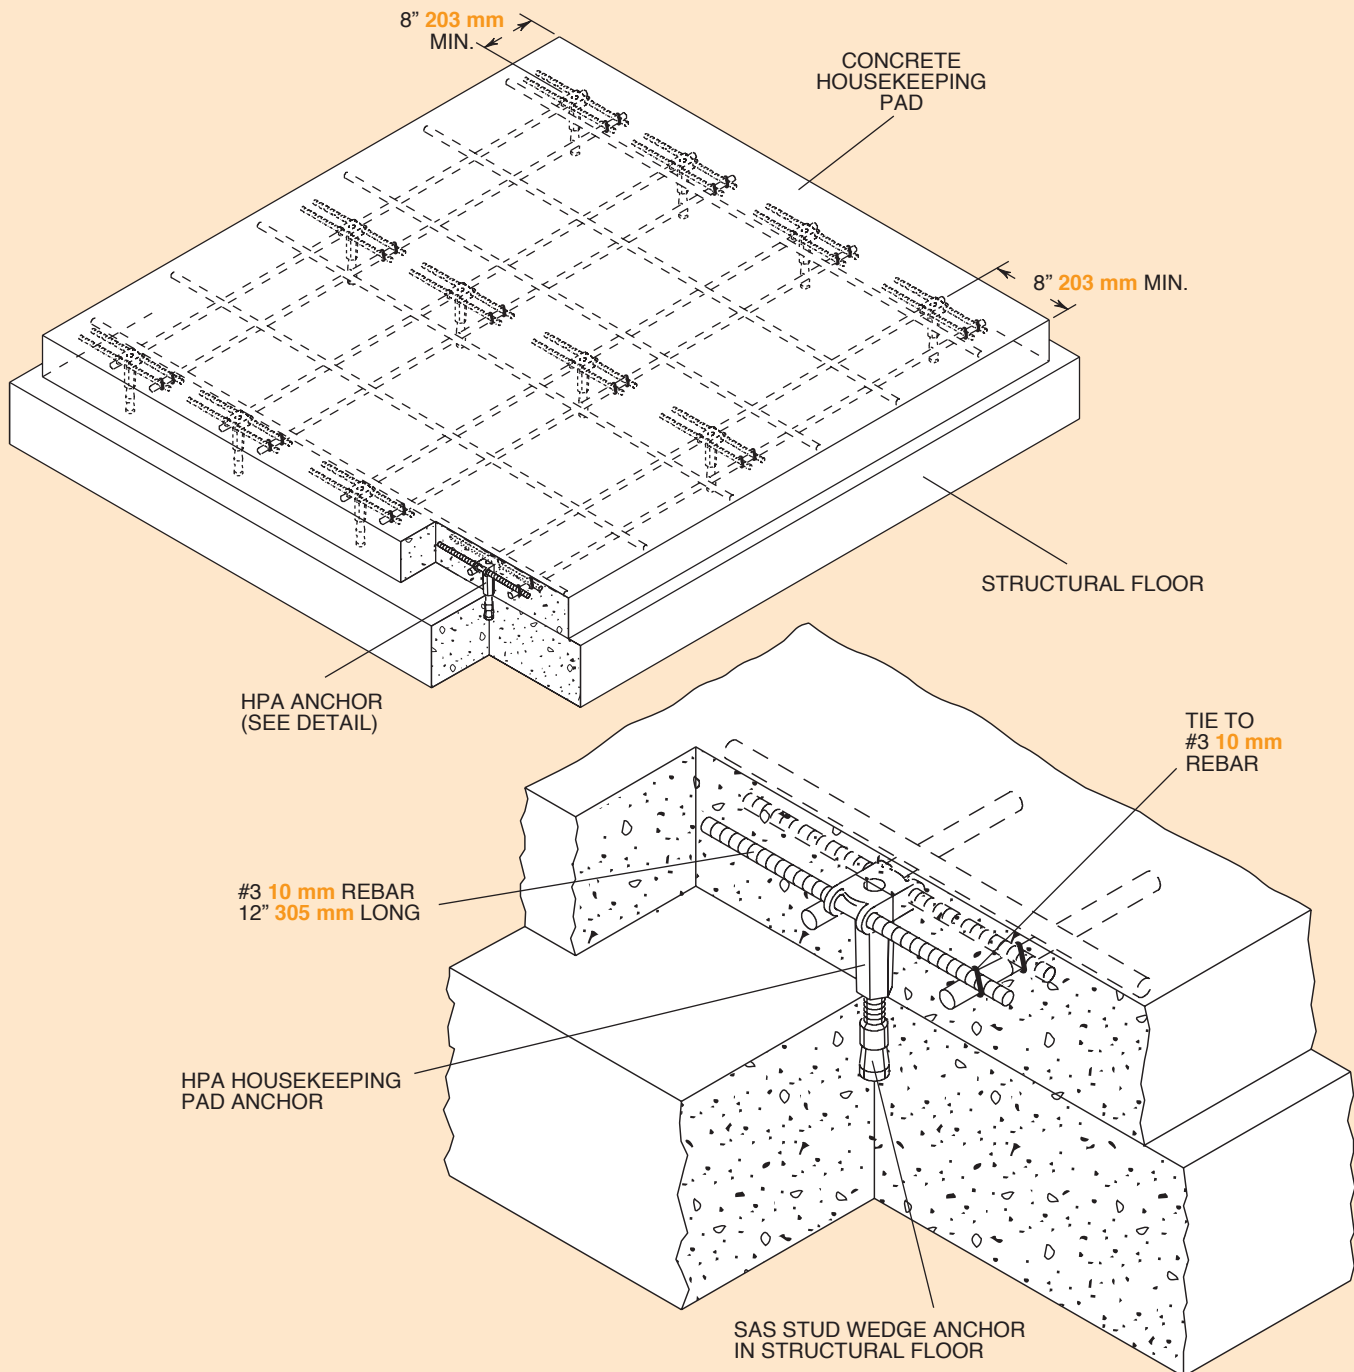 8” 203 mm
MIN.
CONCRETE
HOUSEKEEPING
PAD
8” 203 mm MIN.
STRUCTURAL FLOOR
HPA ANCHOR
(SEE DETAIL)
TIE TO
#3 10 mm
REBAR
#3 10 mm REBAR
12” 305 mm LONG
HPA HOUSEKEEPING
PAD ANCHOR
SAS STUD WEDGE ANCHOR
IN STRUCTURAL FLOOR